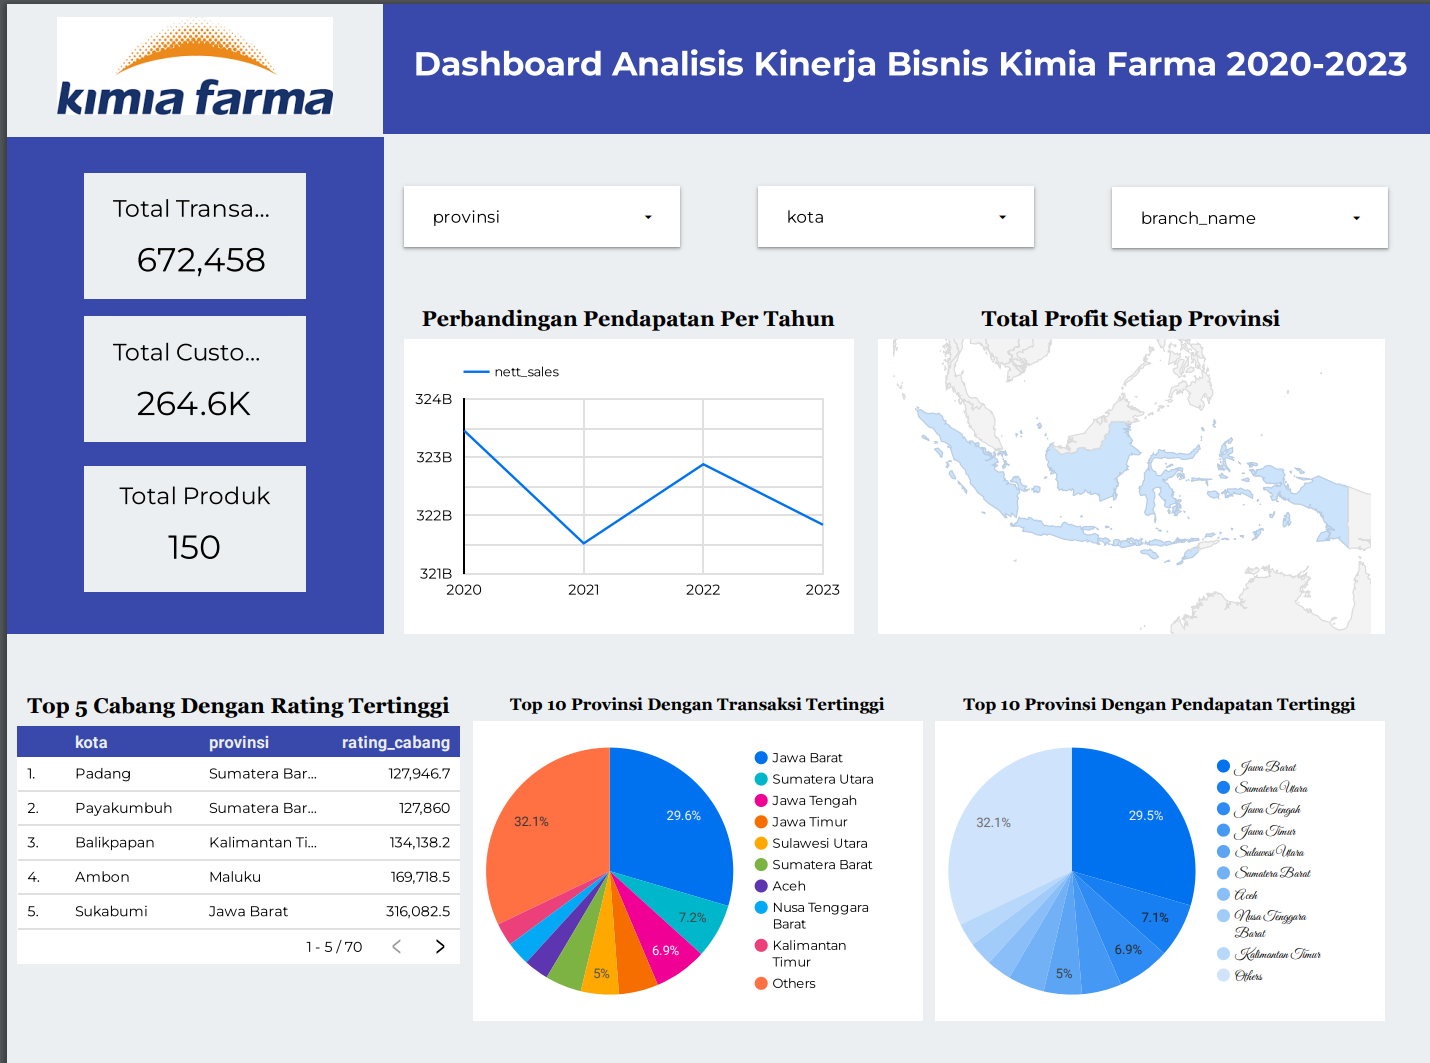 kimia farma
Dashboard Analisis Kinerja Bisnis Kimia Farma 2020-2023
Total Transa...
672,458
Total Custo...
264.6K
Total Produk
150
provinsi
kota
branch_name
Perbandingan Pendapatan Per Tahun
nett_sales
324B
323B
322B
321B
2020 2021 2022 2023
Total Profit Setiap Provinsi
Top 5 Cabang Dengan Rating Tertinggi
kota provinsi rating_cabang
1. Padang Sumatera Bar... 127,946.7
2. Payakumbuh Sumatera Bar... 127,860
3. Balikpapan Kalimantan Ti... 134,138.2
4. Ambon Maluku 169,718.5
5. Sukabumi Jawa Barat 316,082.5
1 - 5 / 70
Top 10 Provinsi Dengan Transaksi Tertinggi
29.6%
7.2%
6.9%
5%
32.1%
Jawa Barat
Sumatera Utara
Jawa Tengah
Jawa Timur
Sulawesi Utara
Sumatera Barat
Aceh
Nusa Tenggara
Barat
Kalimantan
Timur
Others
Top 10 Provinsi Dengan Pendapatan Tertinggi
29.5%
7.1%
6.9%
5%
32.1%
Jawa Barat
Sumatera Utara
Jawa Tengah
Jawa Timur
Sulawesi Utara
Sumatera Barat
Aceh
Nusa Tenggara
Barat
Kalimantan Timur
Others